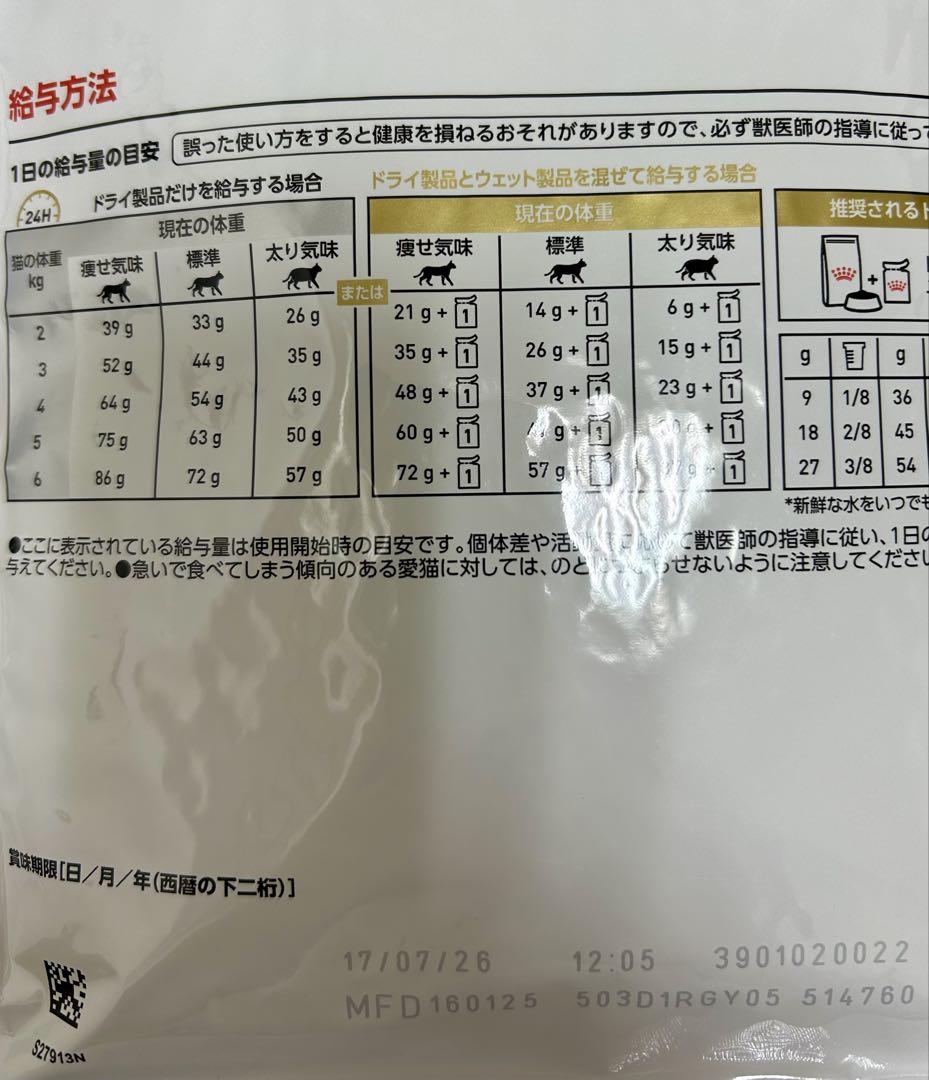 給与方法
1日の給与量の目安 誤った使い方をすると健康を損ねるおそれがありますので、必ず獣医師の指導に従っ
24H ドライ製品だけを給与する場合
現在の体重
猫の体重 kg 痩せ気味 標準 太り気味
2 39 g 33 g 26 g
3 52 g 44 g 35 g
4 64 g 54 g 43 g
5 75 g 63 g 50 g
6 86 g 72 g 57 g
または
ドライ製品とウェット製品を混ぜて給与する場合
現在の体重
痩せ気味 標準 太り気味
21 g + 1 14 g + 1 6 g + 1
35 g + 1 26 g + 1 15 g + 1
48 g + 1 37 g + 1 23 g + 1
60 g + 1 g + 1 + 1
72 g + 1 57 g g + 1
推奨される
+
g g
9 1/8 36
18 2/8 45
27 3/8 54
*新鮮な水をいつでも
●ここに表示されている給与量は使用開始時の目安です。個体差や活 て獣医師の指導に従い、1日の
与えてください。●急いで食べてしまう傾向のある愛猫に対しては、のど せないように注意してくださ
賞味期限[日/月/年(西暦の下二桁)]
17/07/26 12:05 3901020022
MFD160125 503D1RGY05 514760
S27913N